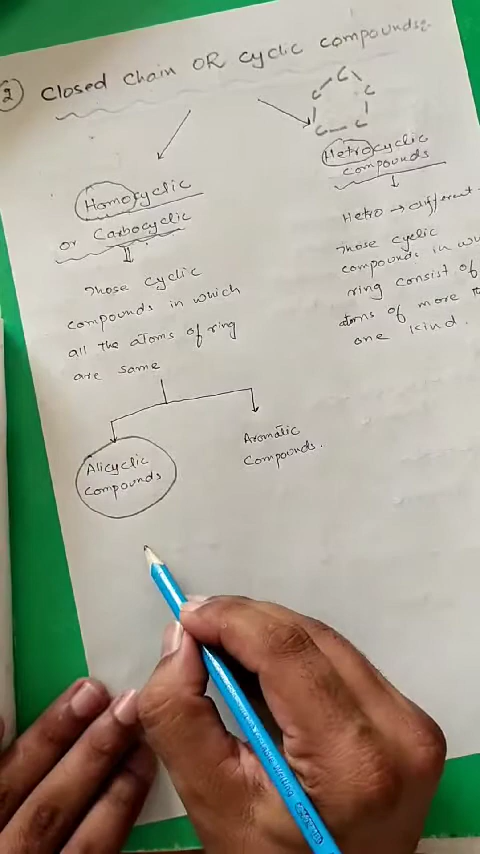 2 Closed Chain OR Cyclic compounds:-
C
C C
C C
Homocyclic
or Carbocyclic
Those cyclic
compounds in which
all the atoms of ring
are same
Alicyclic
Compounds
Aromatic
Compounds.
Hetrocyclic
compounds
Hetro → different
Those cyclic
compounds in
ring consist of
atoms of more
one kind.